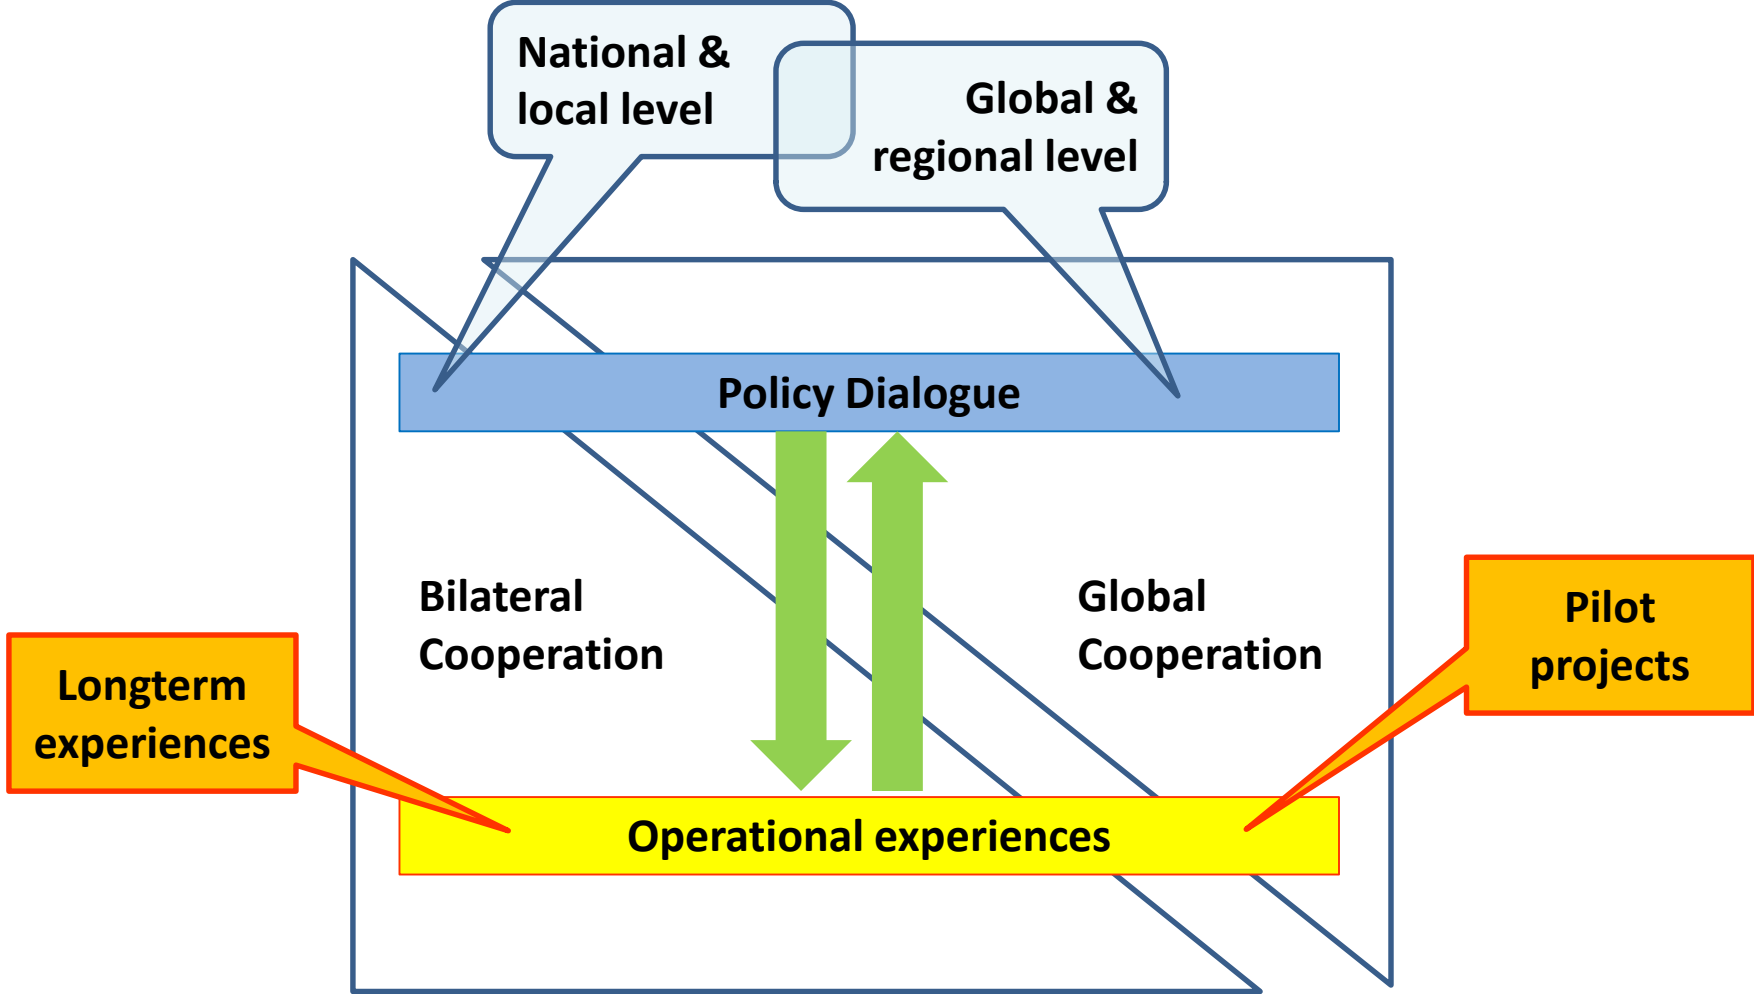 National &
local level
Global &
regional level
Policy Dialogue
Bilateral
Cooperation
Global
Cooperation
Pilot
projects
Longterm
experiences
Operational experiences